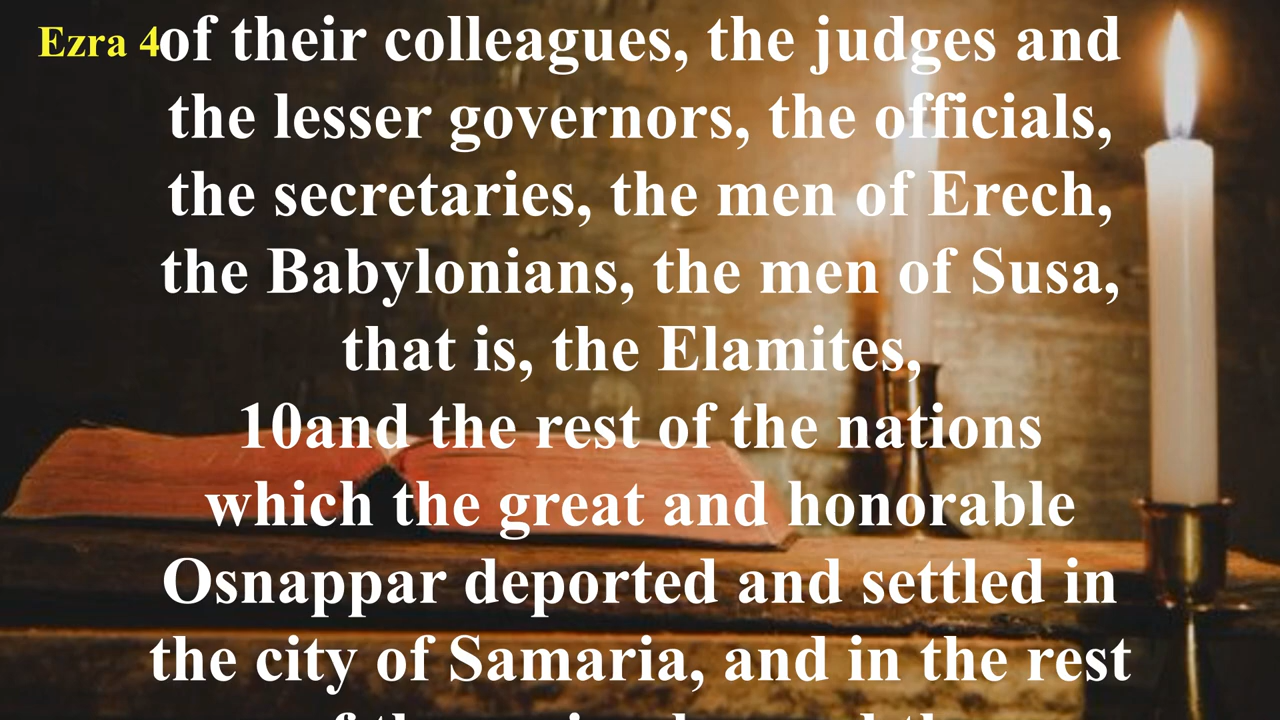 Ezra 4
of their colleagues, the judges and
the lesser governors, the officials,
the secretaries, the men of Erech,
the Babylonians, the men of Susa,
that is, the Elamites,
10and the rest of the nations
which the great and honorable
Osnappar deported and settled in
the city of Samaria, and in the rest